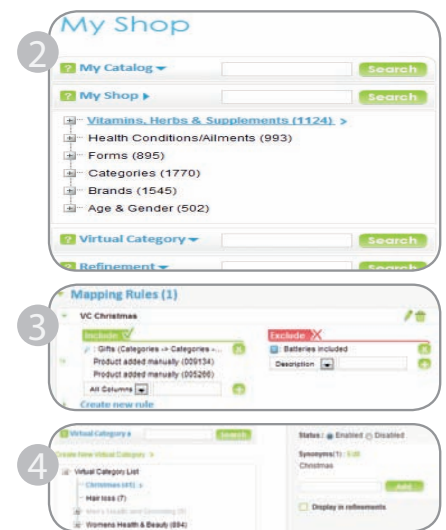 My Shop
2
? My Catalog Search
? My Shop Search
Vitamins, Herbs & Supplements (1124) >
Health Conditions/Ailments (993)
Forms (895)
Categories (1770)
Brands (1545)
Age & Gender (502)
? Virtual Category Search
? Refinement Search
3
Mapping Rules (1)
VC Christmas
Include Exclude
: Gifts (Categories -> Categories -... : Batteries included
Product added manually (009134) Description
Product added manually (005266)
All Columns
Create new rule
4
? Virtual Category Search Status: Enabled Disabled
Create New Virtual Category > Synonyms(1): Edit
Virtual Category List Christmas
Christmas (45) > Add
Hair loss (7)
Display in refinements
Womens Health & Beauty (894)